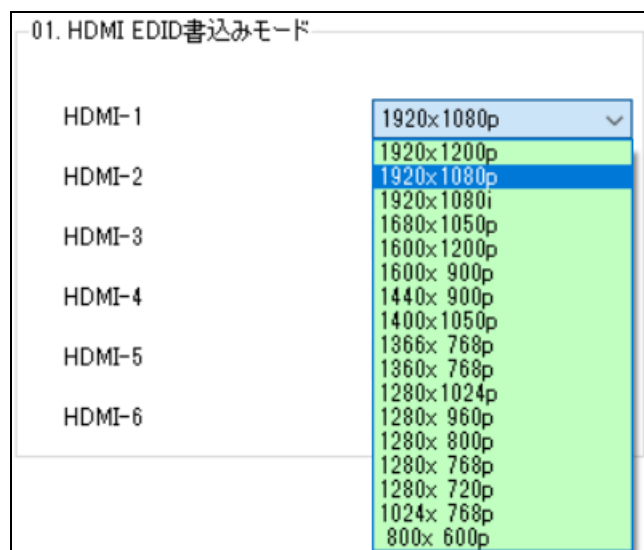 01. HDMI EDID書込みモード
HDMI-1
1920x1080p
HDMI-2
HDMI-3
HDMI-4
HDMI-5
HDMI-6
1920x1200p
1920x1080p
1920x1080i
1680x1050p
1600x1200p
1600x 900p
1440x 900p
1400x1050p
1366x 768p
1360x 768p
1280x1024p
1280x 960p
1280x 800p
1280x 768p
1280x 720p
1024x 768p
800x 600p